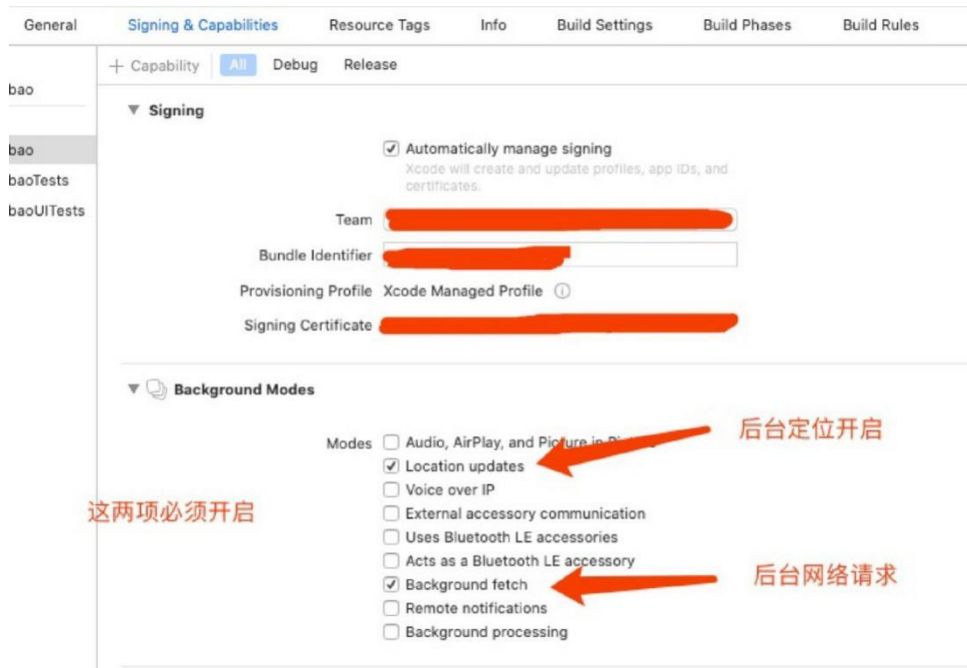 General Signing & Capabilities Resource Tags Info Build Settings Build Phases Build Rules
+ Capability All Debug Release
bao
bao
baoTests
baoUITests
Signing
Automatically manage signing
Xcode will create and update profiles, app IDs, and
certificates.
Team
Bundle Identifier
Provisioning Profile Xcode Managed Profile
Signing Certificate
Background Modes
Modes Audio, AirPlay, and Picture in
后台定位开启
Location updates
Voice over IP
这两项必须开启
External accessory communication
Uses Bluetooth LE accessories
Acts as a Bluetooth LE accessory
后台网络请求
Background fetch
Remote notifications
Background processing